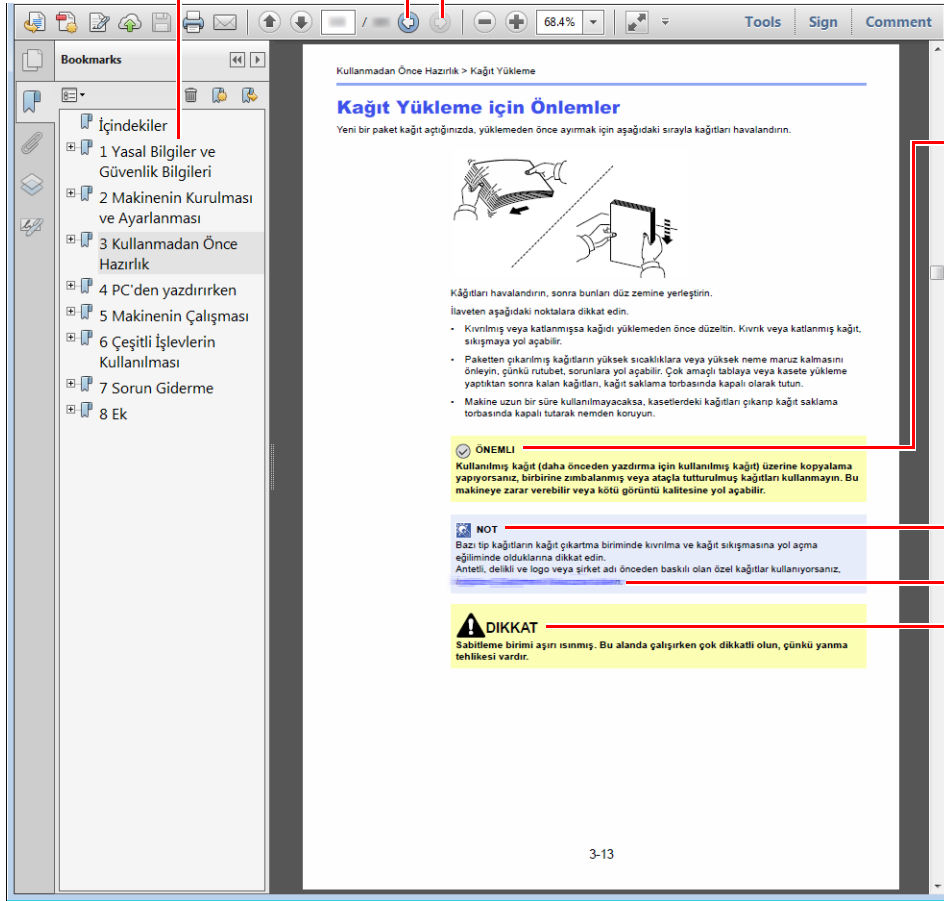 /
68.4%
Tools
Sign
Comment
Bookmarks
İçindekiler
1 Yasal Bilgiler ve
Güvenlik Bilgileri
2 Makinenin Kurulması
ve Ayarlanması
3 Kullanmadan Önce
Hazırlık
4 PC'den yazdırırken
5 Makinenin Çalışması
6 Çeşitli İşlevlerin
Kullanılması
7 Sorun Giderme
8 Ek
Kullanmadan Önce Hazırlık > Kağıt Yükleme
Kağıt Yükleme için Önlemler
Yeni bir paket kağıt açtığınızda, yüklemeden önce ayırmak için aşağıdaki sırayla kağıtları havalandırın.
Kâğıtları havalandırın, sonra bunları düz zemine yerleştirin.
İlaveten aşağıdaki noktalara dikkat edin.
• Kıvrılmış veya katlanmışsa kağıdı yüklemeden önce düzeltin. Kıvrık veya katlanmış kağıt,
sıkışmaya yol açabilir.
• Paketten çıkarılmış kağıtların yüksek sıcaklıklara veya yüksek neme maruz kalmasını
önleyin, çünkü rutubet, sorunlara yol açabilir. Çok amaçlı tablaya veya kasete yükleme
yaptıktan sonra kalan kağıtları, kağıt saklama torbasında kapalı olarak tutun.
• Makine uzun bir süre kullanılmayacaksa, kasetlerdeki kağıtları çıkarıp kağıt saklama
torbasında kapalı tutarak nemden koruyun.
ÖNEMLI
Kullanılmış kağıt (daha önceden yazdırma için kullanılmış kağıt) üzerine kopyalama
yapıyorsanız, birbirine zımbalanmış veya ataçla tutturulmuş kağıtları kullanmayın. Bu
makineye zarar verebilir veya kötü görüntü kalitesine yol açabilir.
NOT
Bazı tip kağıtların kağıt çıkartma biriminde kıvrılma ve kağıt sıkışmasına yol açma
eğiliminde olduklarına dikkat edin.
Antetli, delikli ve logo veya şirket adı önceden baskılı olan özel kağıtlar kullanıyorsanız,
DIKKAT
Sabitleme birimi aşırı ısınmış. Bu alanda çalışırken çok dikkatli olun, çünkü yanma
tehlikesi vardır.
3-13